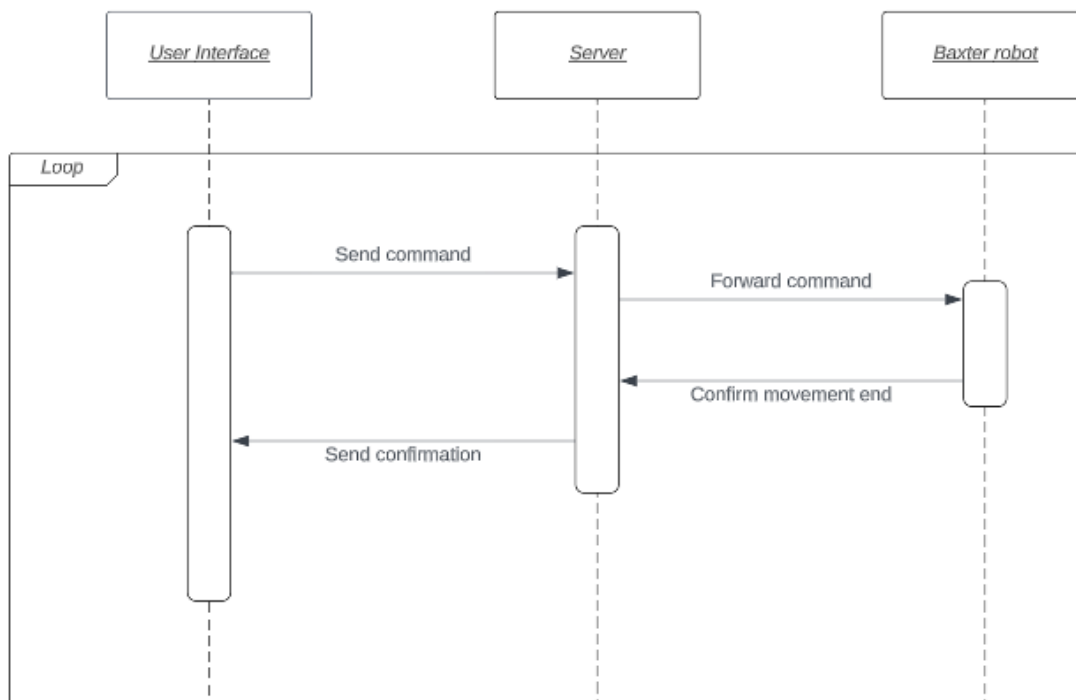 User Interface
Server
Baxter robot
Loop
Send command
Forward command
Confirm movement end
Send confirmation